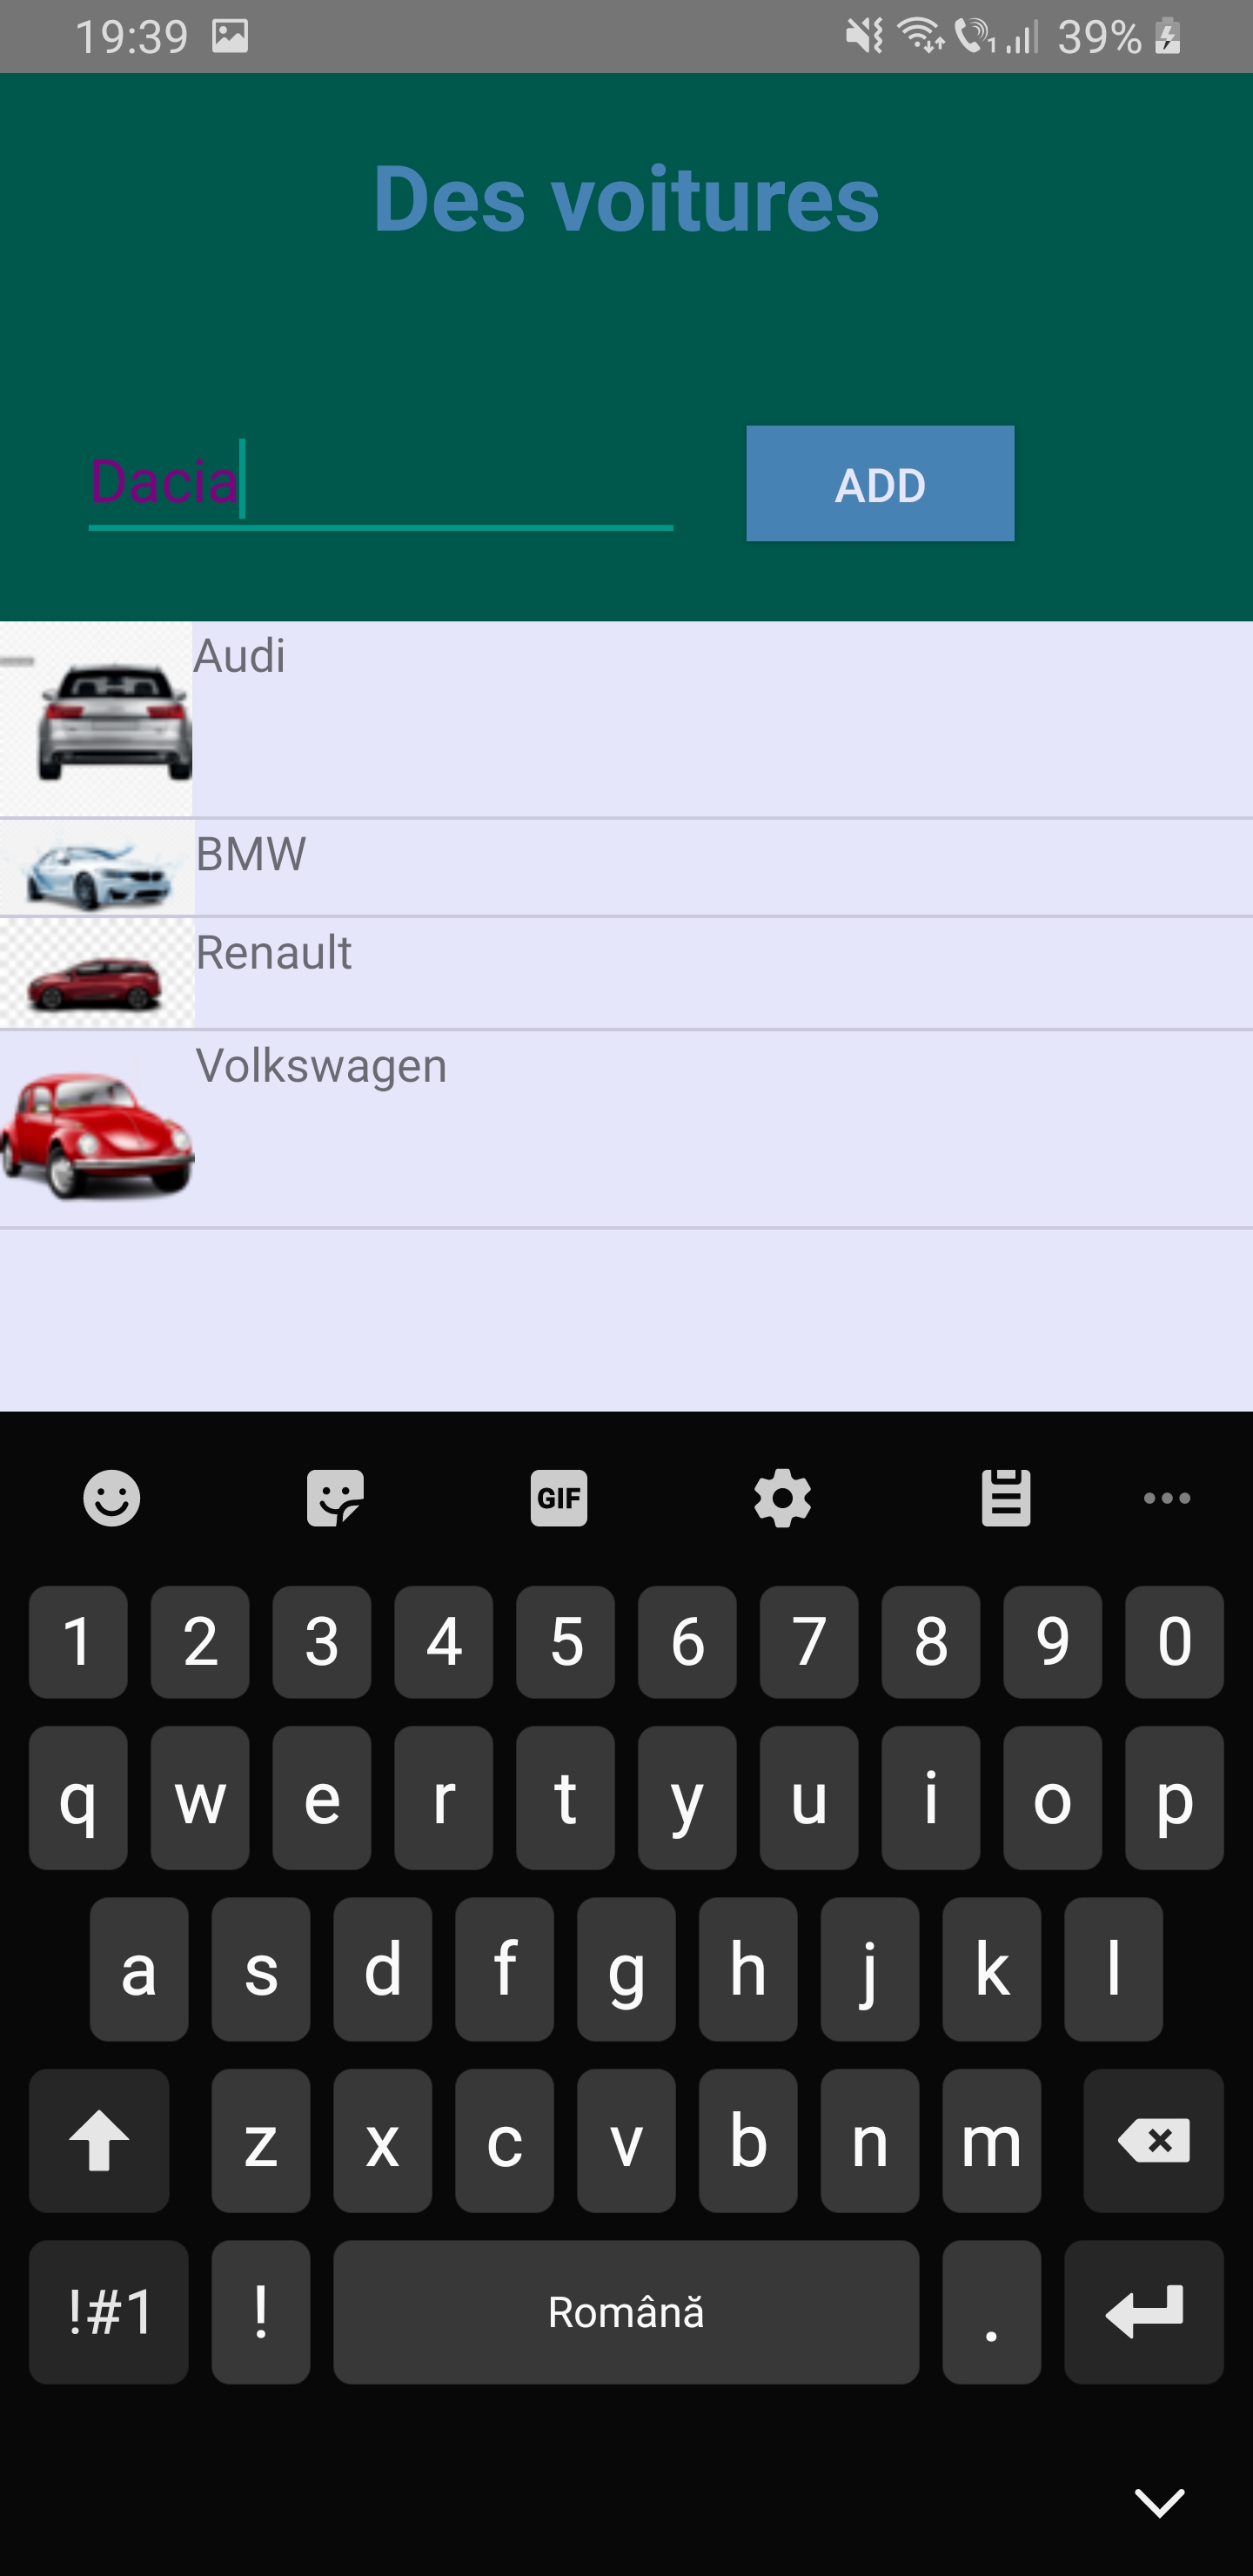 19:39 1 39%
Des voitures
Dacia ADD
Audi
BMW
Renault
Volkswagen
GIF
1 2 3 4 5 6 7 8 9 0
q w e r t y u i o p
a s d f g h j k l
z x c v b n m
!#1 ! Română .